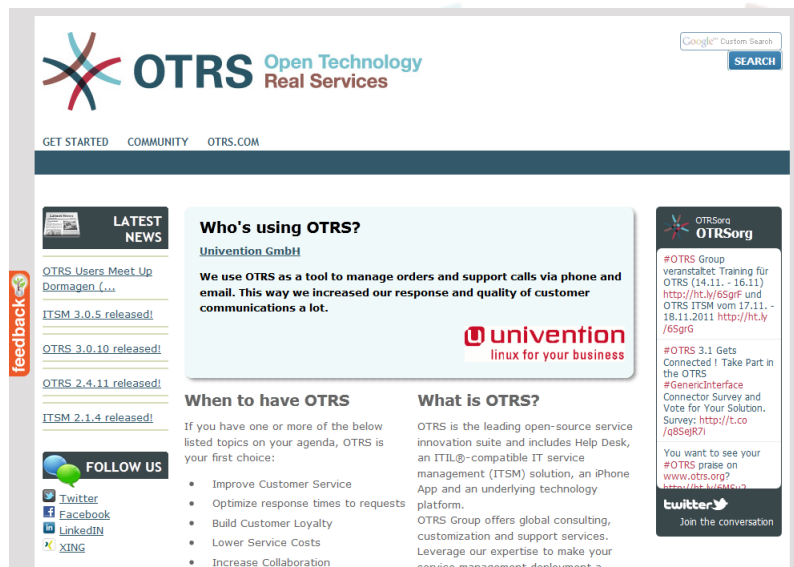 OTRS Open Technology
Real Services
Google™ Custom Search
SEARCH
GET STARTED COMMUNITY OTRS.COM
feedback
LATEST
NEWS
OTRS Users Meet Up
Dormagen (...
ITSM 3.0.5 released!
OTRS 3.0.10 released!
OTRS 2.4.11 released!
ITSM 2.1.4 released!
FOLLOW US
Twitter
Facebook
LinkedIN
XING
Who's using OTRS?
Univention GmbH
We use OTRS as a tool to manage orders and support calls via phone and
email. This way we increased our response and quality of customer
communications a lot.
univention
linux for your business
When to have OTRS
If you have one or more of the below
listed topics on your agenda, OTRS is
your first choice:
Improve Customer Service
Optimize response times to requests
Build Customer Loyalty
Lower Service Costs
Increase Collaboration
What is OTRS?
OTRS is the leading open-source service
innovation suite and includes Help Desk,
an ITIL®-compatible IT service
management (ITSM) solution, an iPhone
App and an underlying technology
platform.
OTRS Group offers global consulting,
customization and support services.
Leverage our expertise to make your
service management deployment a
OTRSorg
OTRSorg
#OTRS Group
veranstaltet Training für
OTRS (14.11. - 16.11)
http://ht.ly/6SgrF und
OTRS ITSM vom 17.11. -
18.11.2011 http://ht.ly
/6SgrG
#OTRS 3.1 Gets
Connected ! Take Part in
the OTRS
#GenericInterface
Connector Survey and
Vote for Your Solution.
Survey: http://t.co
/q8SejR7i
You want to see your
#OTRS praise on
www.otrs.org?
http://ht.ly/6MSu2
twitter
Join the conversation